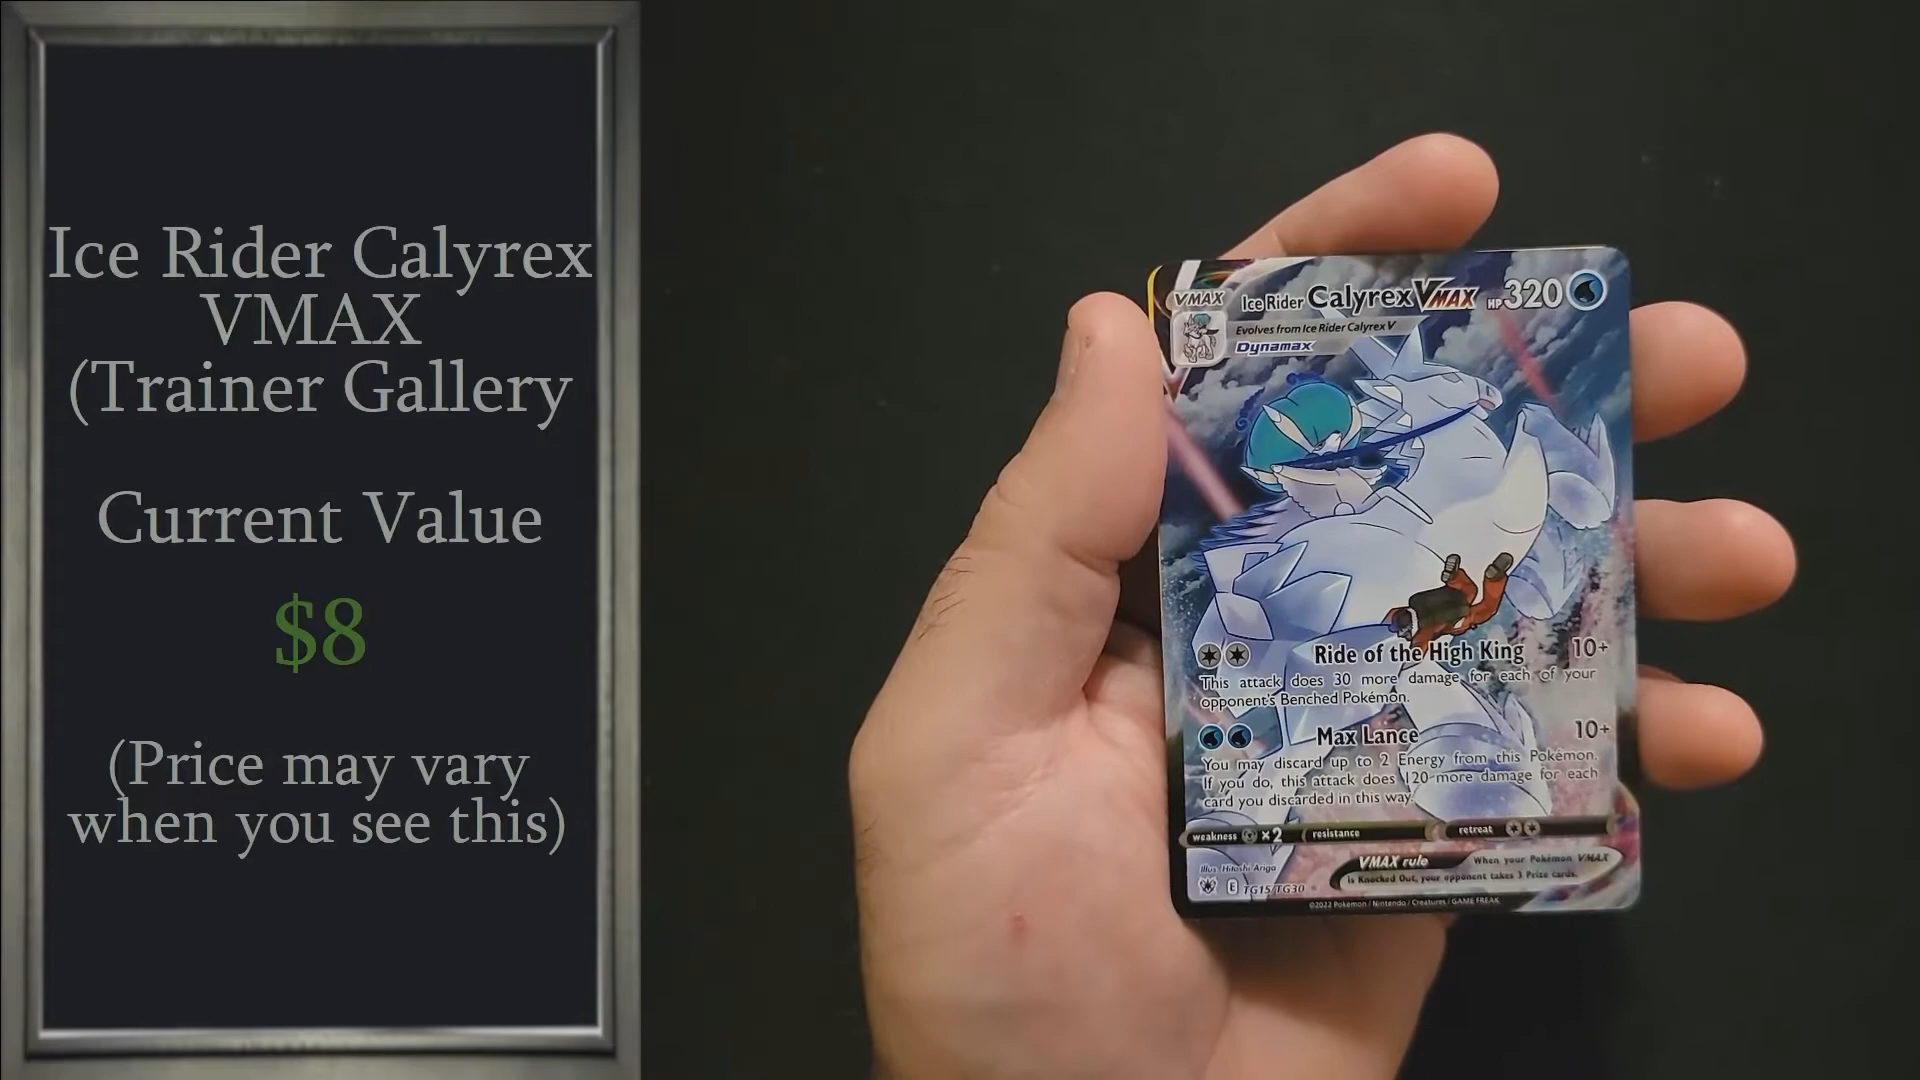 Ice Rider Calyrex
VMAX
(Trainer Gallery
Current Value
$8
(Price may vary
when you see this)
VMAX
Ice Rider Calyrex VMAX HP 320
Evolves from Ice Rider Calyrex V
Dynamax
Ride of the High King 10+
This attack does 30 more damage for each of your
opponent's Benched Pokémon.
Max Lance 10+
You may discard up to 2 Energy from this Pokémon.
If you do, this attack does 120 more damage for each
card you discarded in this way.
weakness ×2 resistance retreat
VMAX rule When your Pokémon VMAX
is Knocked Out, your opponent takes 3 Prize cards.
Illus. Hitoshi Ariga
E TG15/TG30
©2022 Pokémon / Nintendo / Creatures / GAME FREAK